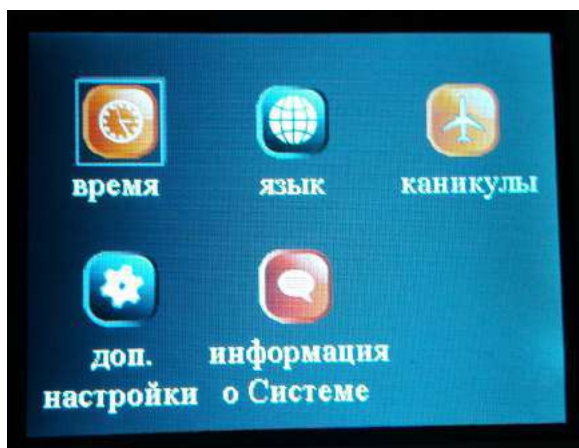 время
язык
каникулы
доп.
настройки
информация
о Системе